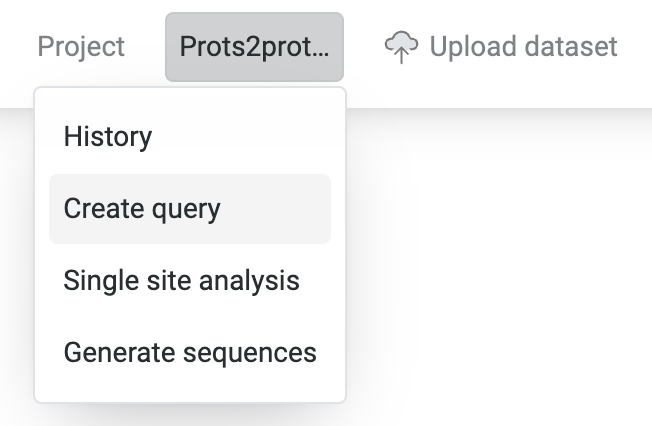 Project
Prots2prot...
Upload dataset
History
Create query
Single site analysis
Generate sequences